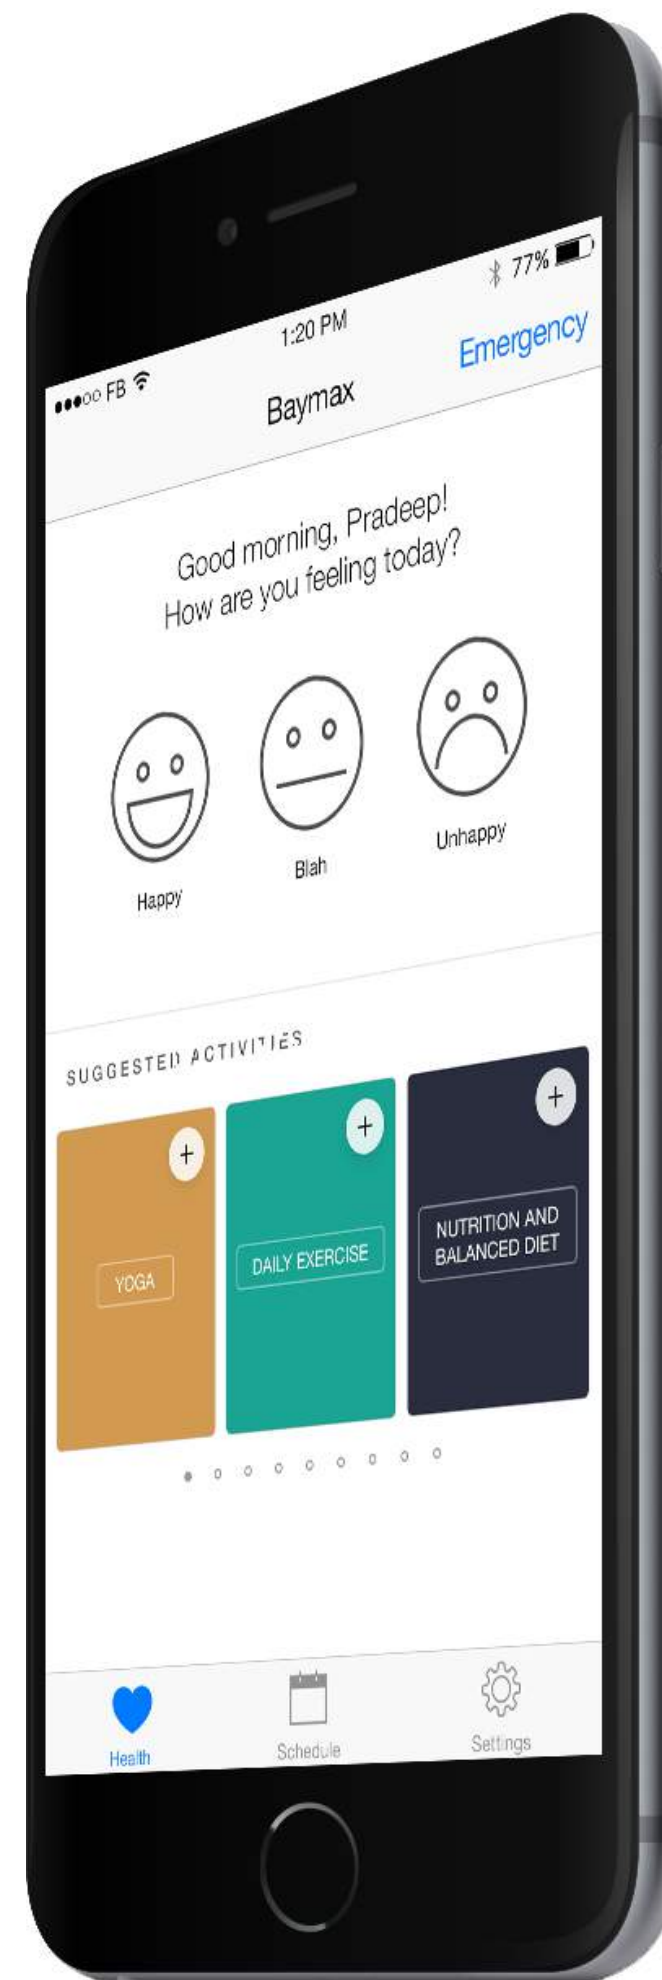 ●●●○○ FB
1:20 PM
77%
Baymax
Emergency
Good morning, Pradeep!
How are you feeling today?
Happy
Blah
Unhappy
SUGGESTED ACTIVITIES
+
+
+
YOGA
DAILY EXERCISE
NUTRITION AND
BALANCED DIET
Health
Schedule
Settings